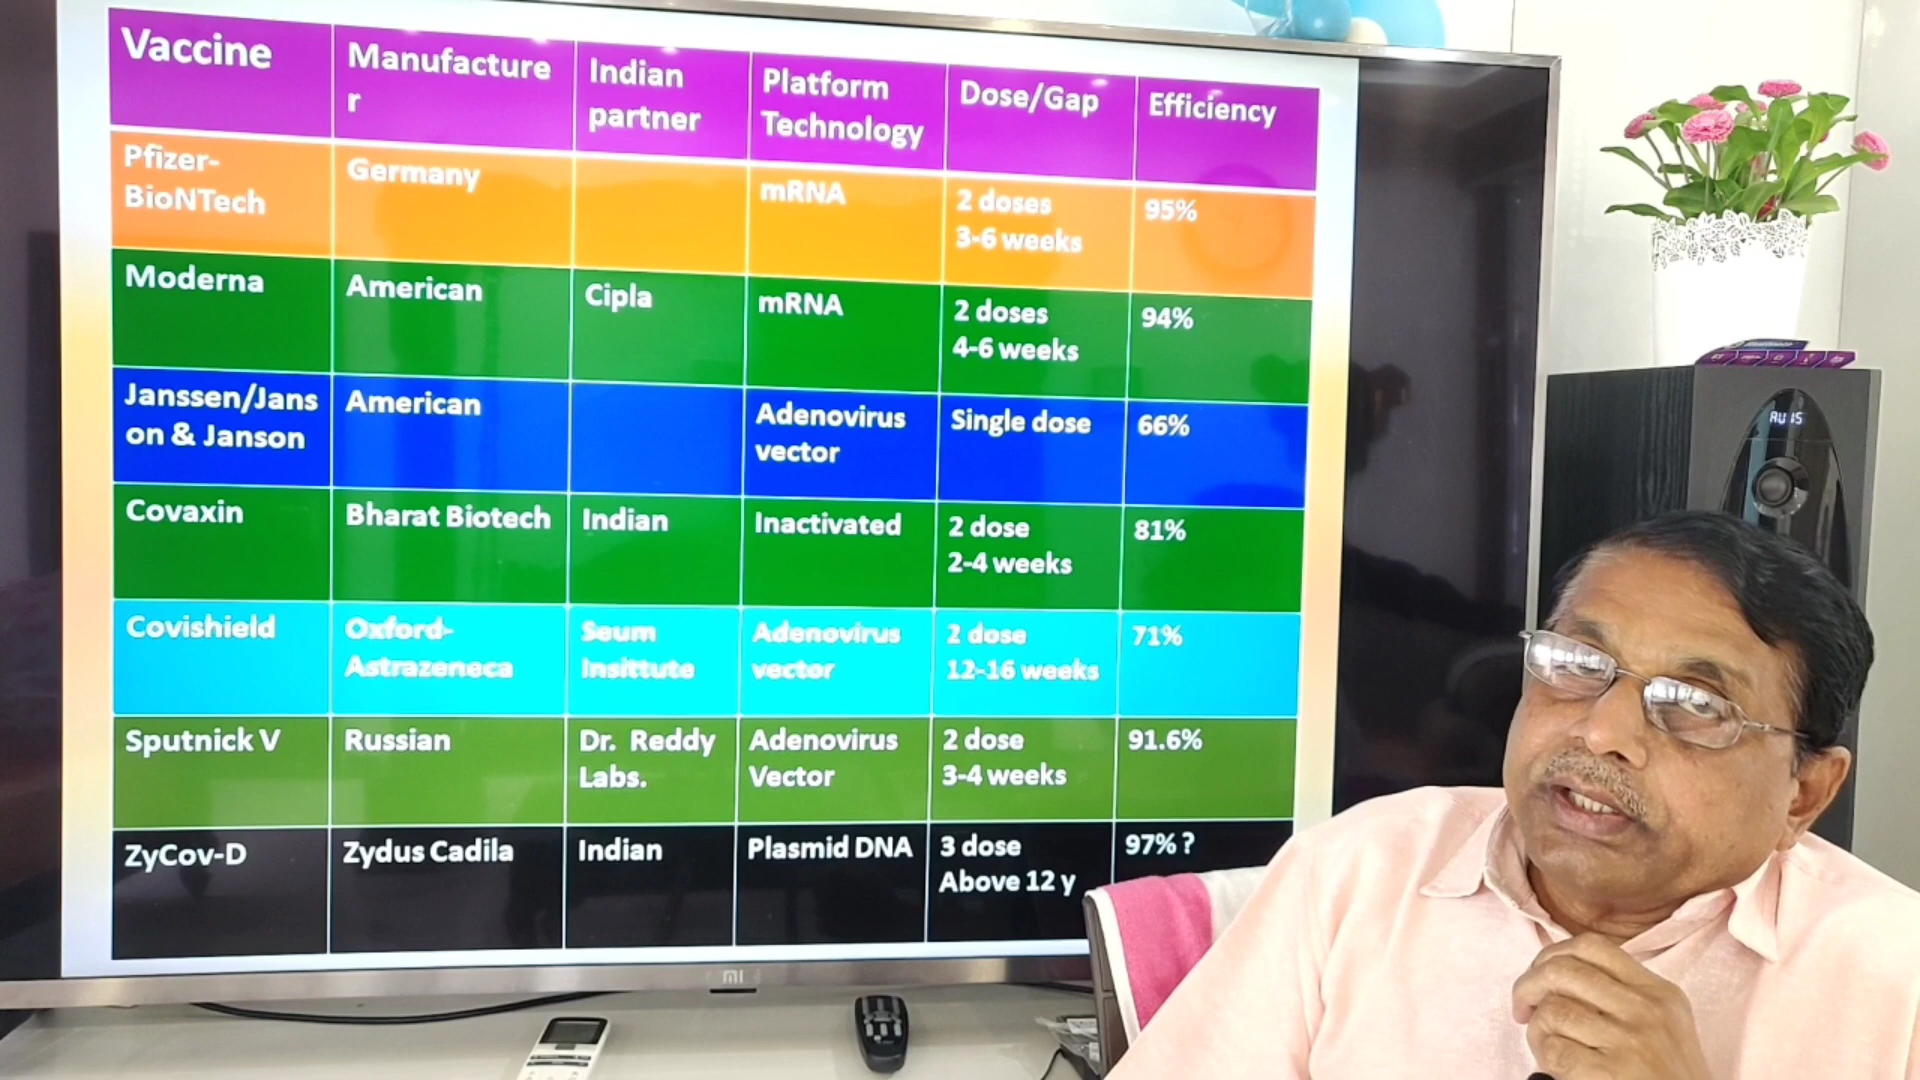 Vaccine
Manufacture
r
Indian
partner
Platform
Technology
Dose/Gap
Efficiency
Pfizer-
BioNTech
Germany
mRNA
2 doses
3-6 weeks
95%
Moderna
American
Cipla
mRNA
2 doses
4-6 weeks
94%
Janssen/Jans
on & Janson
American
Adenovirus
vector
Single dose
66%
Covaxin
Bharat Biotech
Indian
Inactivated
2 dose
2-4 weeks
81%
Covishield
Oxford-
Astrazeneca
Seum
Insittute
Adenovirus
vector
2 dose
12-16 weeks
71%
Sputnick V
Russian
Dr. Reddy
Labs.
Adenovirus
Vector
2 dose
3-4 weeks
91.6%
ZyCov-D
Zydus Cadila
Indian
Plasmid DNA
3 dose
Above 12 y
97% ?
mi